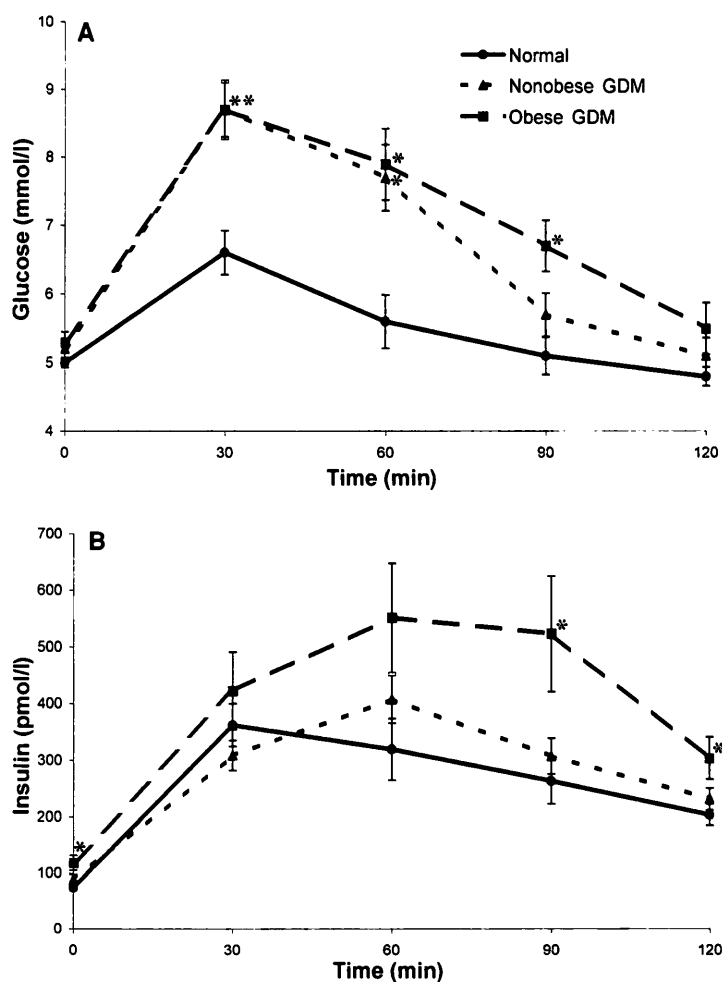 A
Normal
Nonobese GDM
Obese GDM
Glucose (mmol/l)
10
9
8
7
6
5
4
**
*
*
*
0 30 60 90 120
Time (min)
B
Insulin (pmol/l)
700
600
500
400
300
200
100
0
*
*
*
0 30 60 90 120
Time (min)